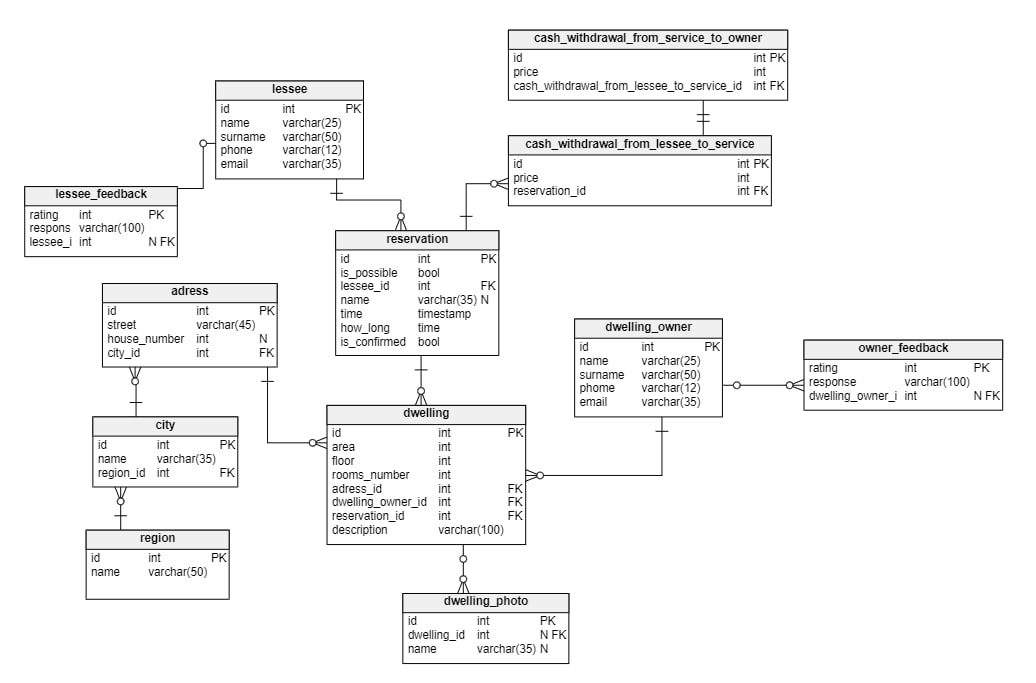 cash_withdrawal_from_service_to_owner
id int PK
price int
cash_withdrawal_from_lessee_to_service_id int FK
lessee
id int PK
name varchar(25)
surname varchar(50)
phone varchar(12)
email varchar(35)
cash_withdrawal_from_lessee_to_service
id int PK
price int
reservation_id int FK
lessee_feedback
rating int PK
respons varchar(100)
lessee_i int N FK
reservation
id int PK
is_possible bool
lessee_id int FK
name varchar(35) N
time timestamp
how_long time
is_confirmed bool
adress
id int PK
street varchar(45)
house_number int N
city_id int FK
dwelling_owner
id int PK
name varchar(25)
surname varchar(50)
phome varchar(12)
email varchar(35)
owner_feedback
rating int PK
response varchar(100)
dwelling_owner_i int N FK
dwelling
id int PK
area int
floor int
rooms_number int
adress_id int FK
dwelling_owner_id int FK
reservation_id int FK
description varchar(100)
city
id int PK
name varchar(35)
region_id int FK
region
id int PK
name varchar(50)
dwelling_photo
id int PK
dwelling_id int N FK
name varchar(35) N